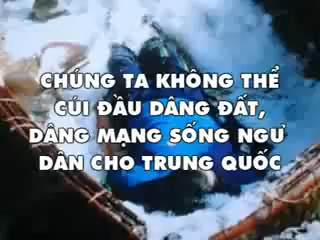 CHÚNG TA KHÔNG THỂ
CÚI ĐẦU DÂNG ĐẤT,
DÂNG MẠNG SỐNG NGƯ
DÂN CHO TRUNG QUỐC